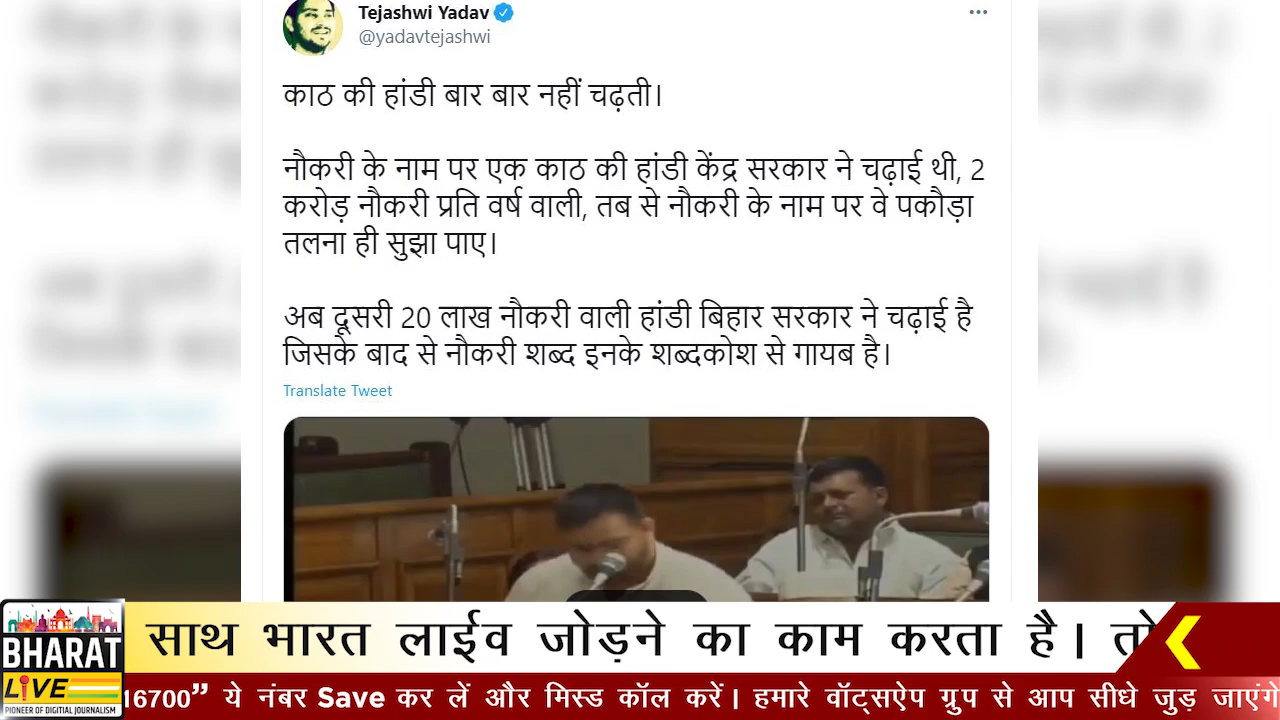 Tejashwi Yadav
@yadavtejashwi
काठ की हांडी बार बार नहीं चढ़ती।
नौकरी के नाम पर एक काठ की हांडी केंद्र सरकार ने चढ़ाई थी, 2
करोड़ नौकरी प्रति वर्ष वाली, तब से नौकरी के नाम पर वे पकौड़ा
तलना ही सुझा पाए।
अब दूसरी 20 लाख नौकरी वाली हांडी बिहार सरकार ने चढ़ाई है
जिसके बाद से नौकरी शब्द इनके शब्दकोश से गायब है।
Translate Tweet
साथ भारत लाईव जोड़ने का काम करता है। तो
BHARAT
LIVE
PIONEER OF DIGITIAL JOURNALISM
16700” ये नंबर Save कर लें और मिस्ड कॉल करें। हमारे वॉट्सऐप ग्रुप से आप सीधे जुड़ जाएंगे